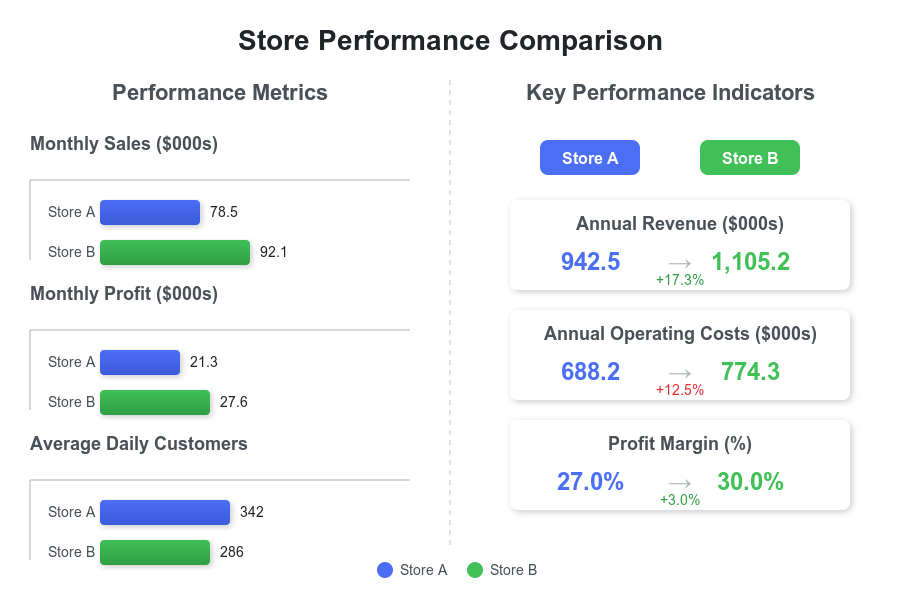 Store Performance Comparison
Performance Metrics
Monthly Sales ($000s)
Store A 78.5
Store B 92.1
Monthly Profit ($000s)
Store A 21.3
Store B 27.6
Average Daily Customers
Store A 342
Store B 286
Key Performance Indicators
Store A Store B
Annual Revenue ($000s)
942.5 → 1,105.2
+17.3%
Annual Operating Costs ($000s)
688.2 → 774.3
+12.5%
Profit Margin (%)
27.0% → 30.0%
+3.0%
Store A Store B